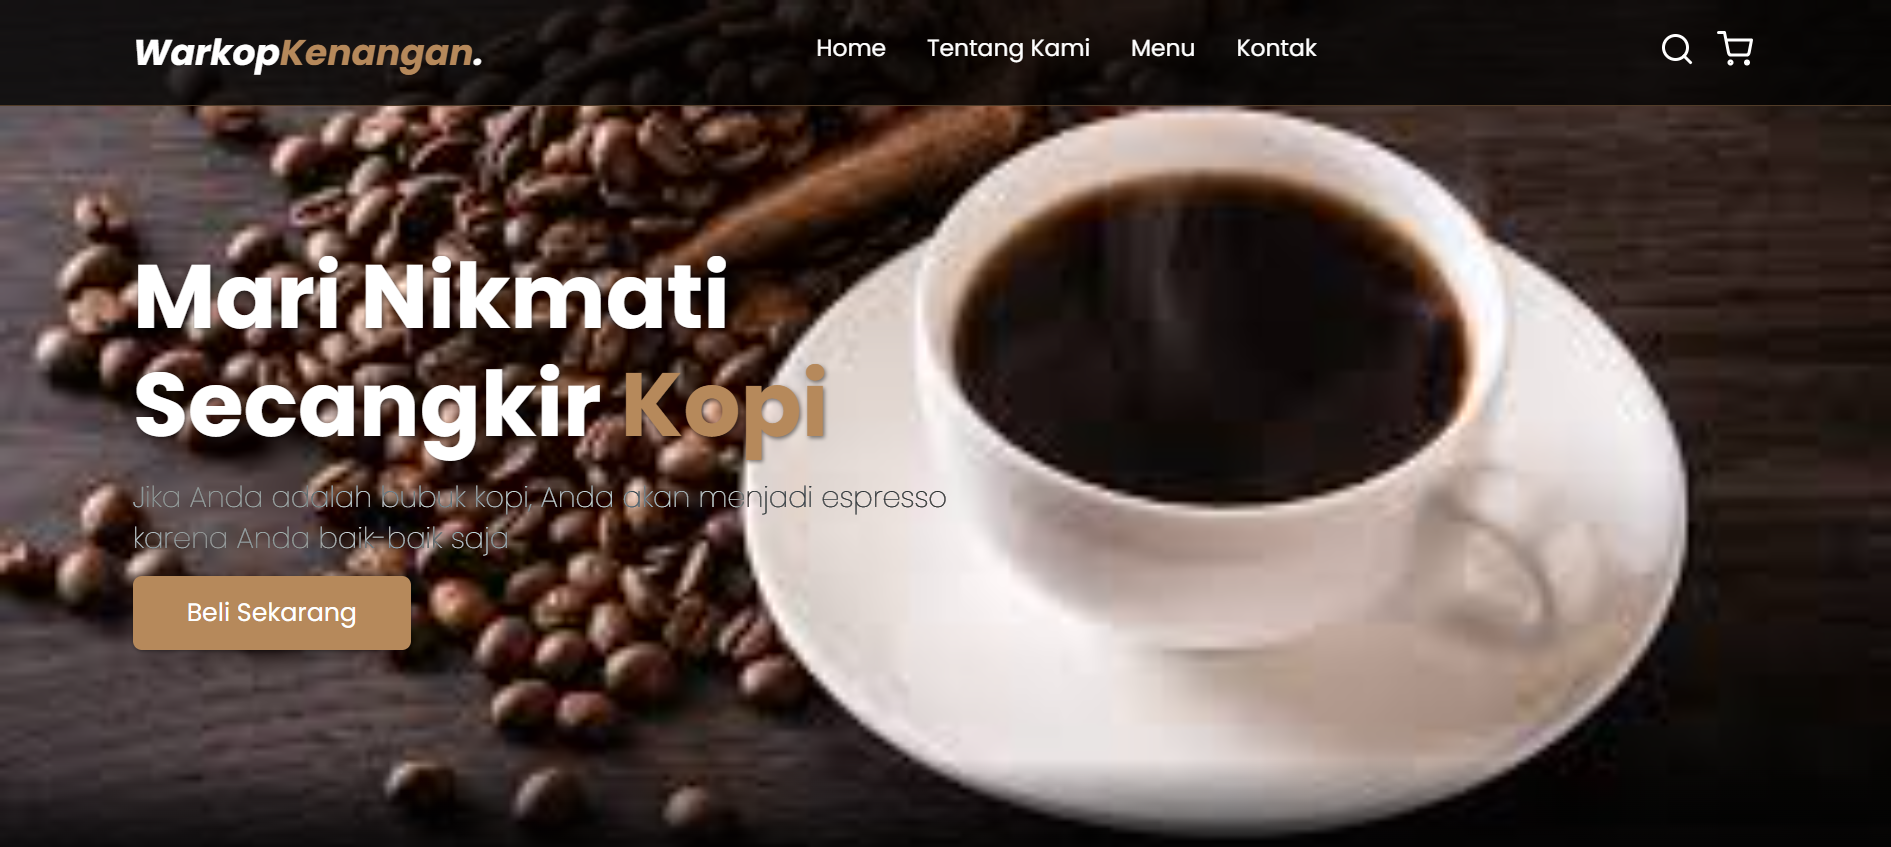 WarkopKenangan.
Home Tentang Kami Menu Kontak
Mari Nikmati
Secangkir Kopi
Jika Anda adalah bubuk kopi, Anda akan menjadi espresso
karena Anda baik-baik saja
Beli Sekarang